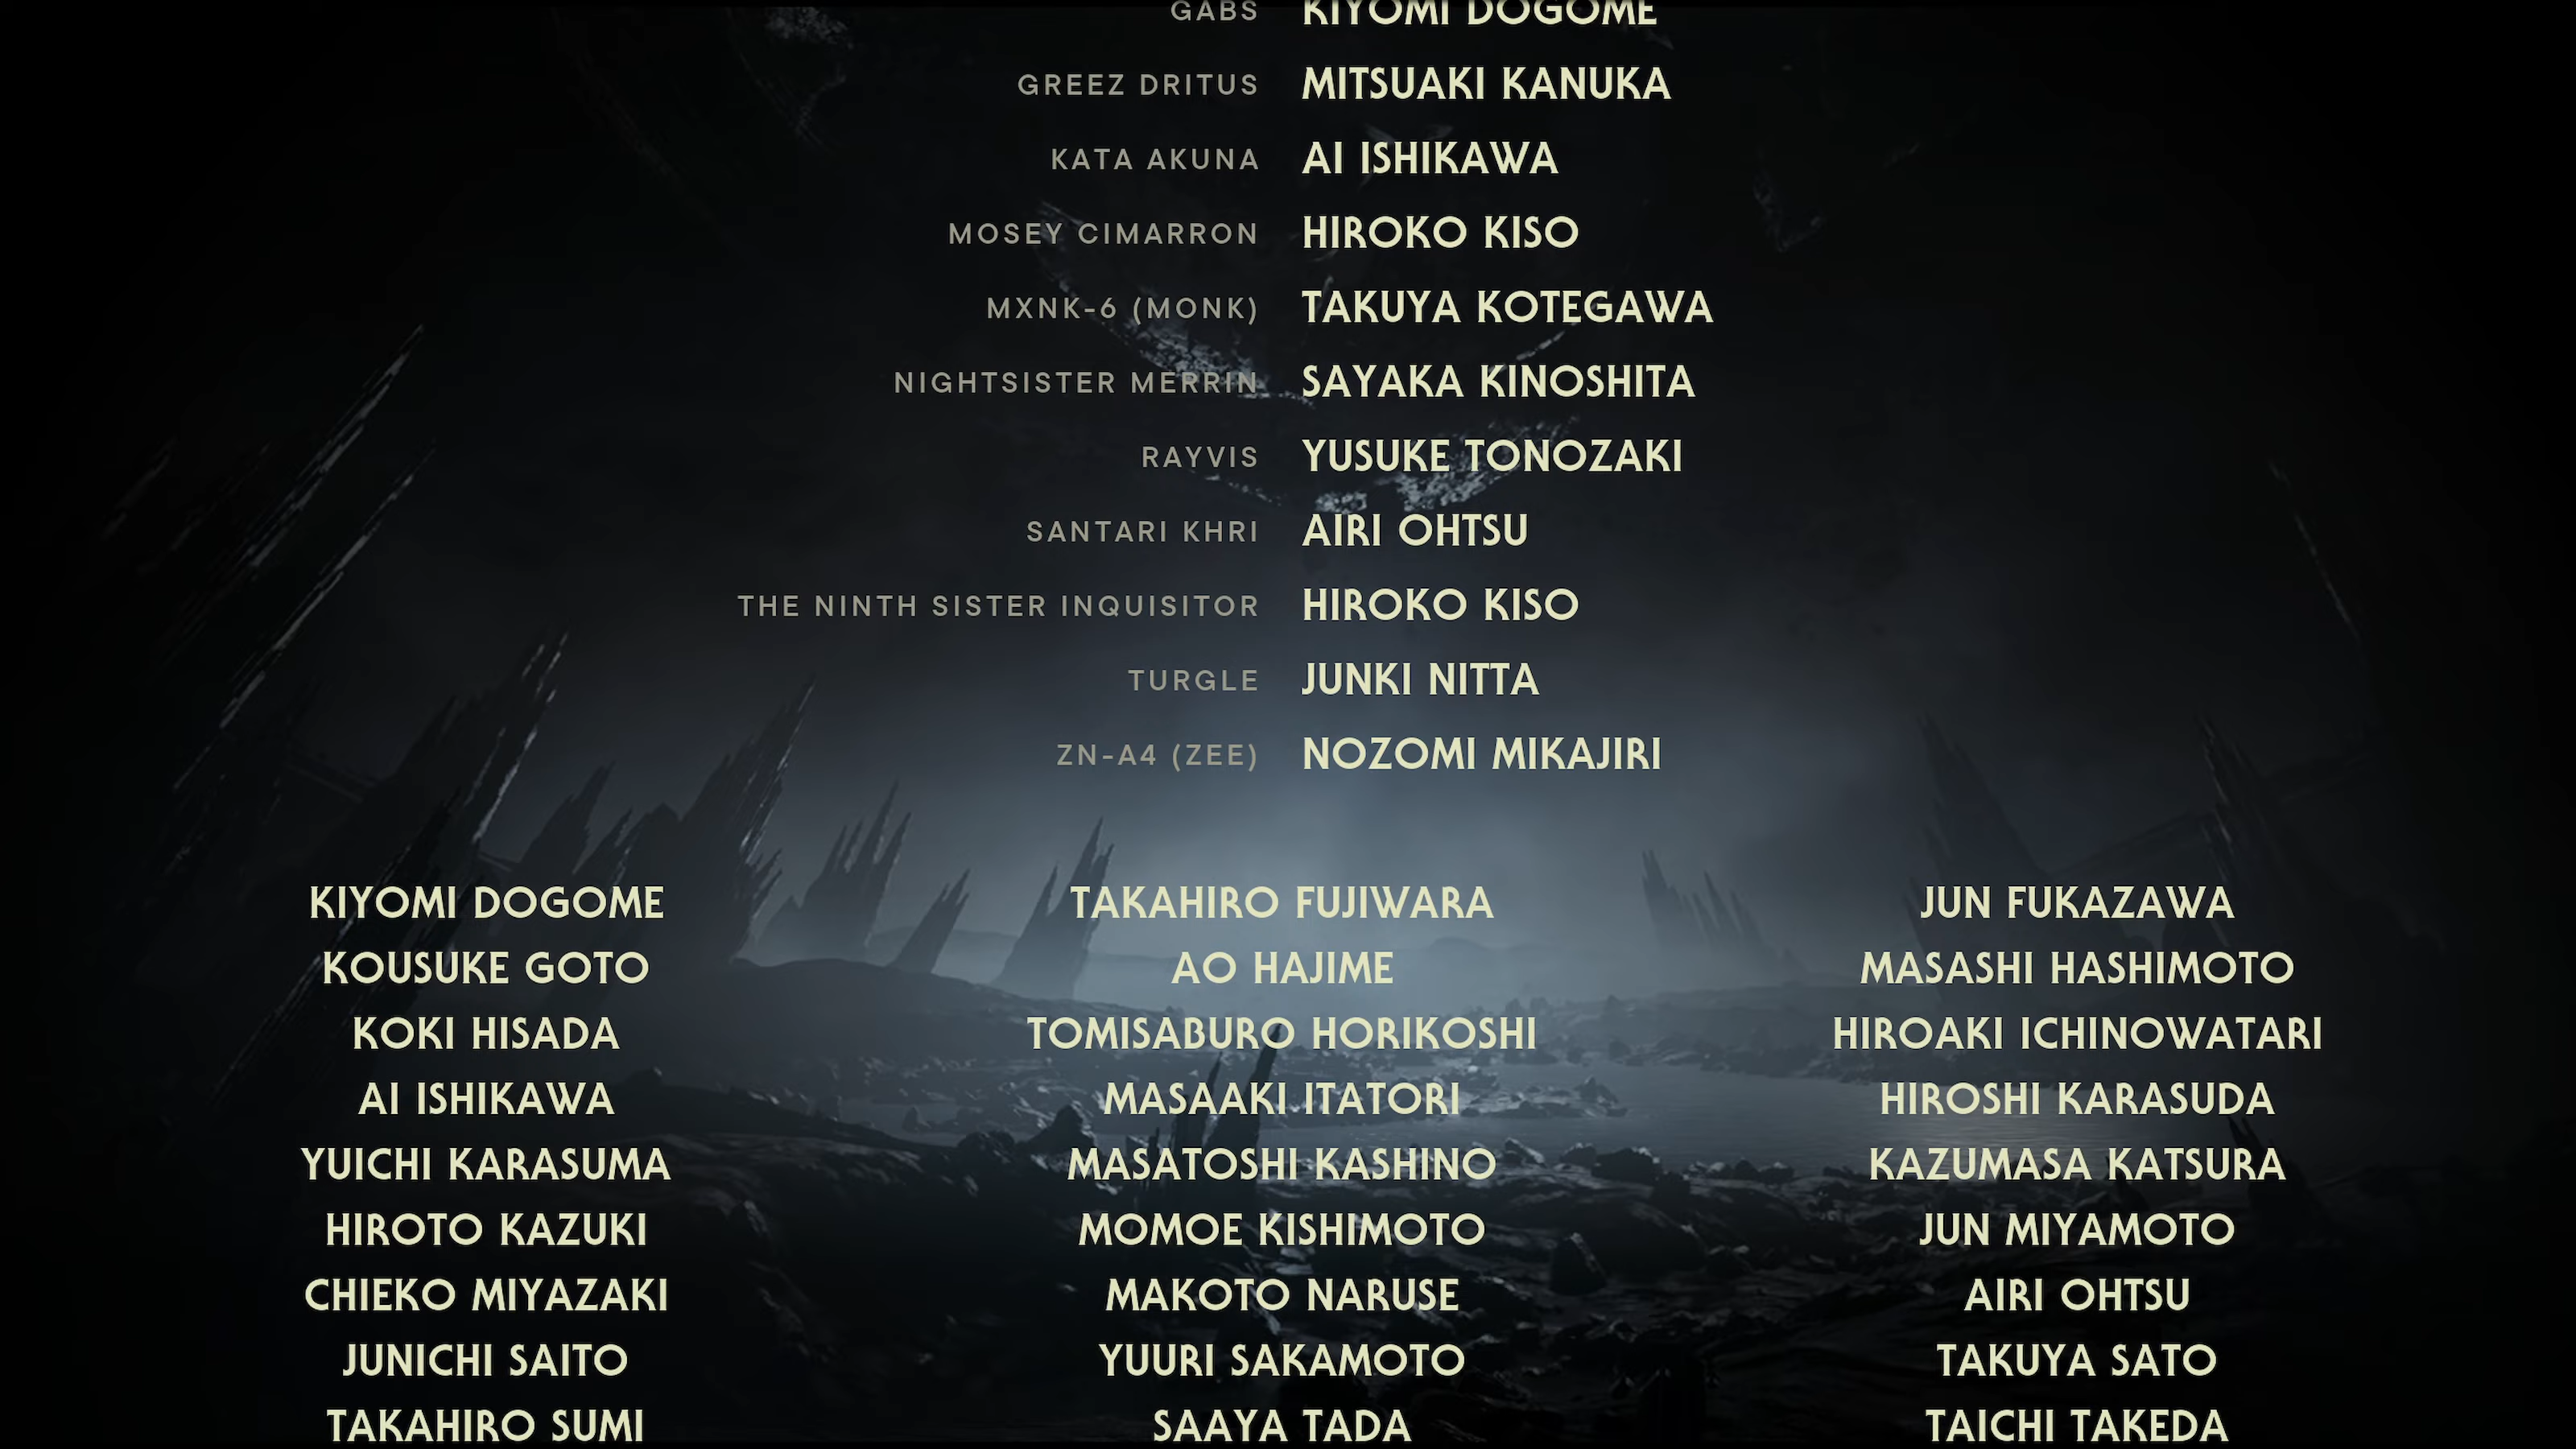 GABS KIYOMI DOGOME
GREEZ DRITUS MITSUAKI KANUKA
KATA AKUNA AI ISHIKAWA
MOSEY CIMARRON HIROKO KISO
MXNK-6 (MONK) TAKUYA KOTEGAWA
NIGHTSISTER MERRIN SAYAKA KINOSHITA
RAYVIS YUSUKE TONOZAKI
SANTARI KHRI AIRI OHTSU
THE NINTH SISTER INQUISITOR HIROKO KISO
TURGLE JUNKI NITTA
ZN-A4 (ZEE) NOZOMI MIKAJIRI
KIYOMI DOGOME TAKAHIRO FUJIWARA JUN FUKAZAWA
KOUSUKE GOTO AO HAJIME MASASHI HASHIMOTO
KOKI HISADA TOMISABURO HORIKOSHI HIROAKI ICHINOWATARI
AI ISHIKAWA MASAAKI ITATORI HIROSHI KARASUDA
YUICHI KARASUMA MASATOSHI KASHINO KAZUMASA KATSURA
HIROTO KAZUKI MOMOE KISHIMOTO JUN MIYAMOTO
CHIEKO MIYAZAKI MAKOTO NARUSE AIRI OHTSU
JUNICHI SAITO YUURI SAKAMOTO TAKUYA SATO
TAKAHIRO SUMI SAAYA TADA TAICHI TAKEDA